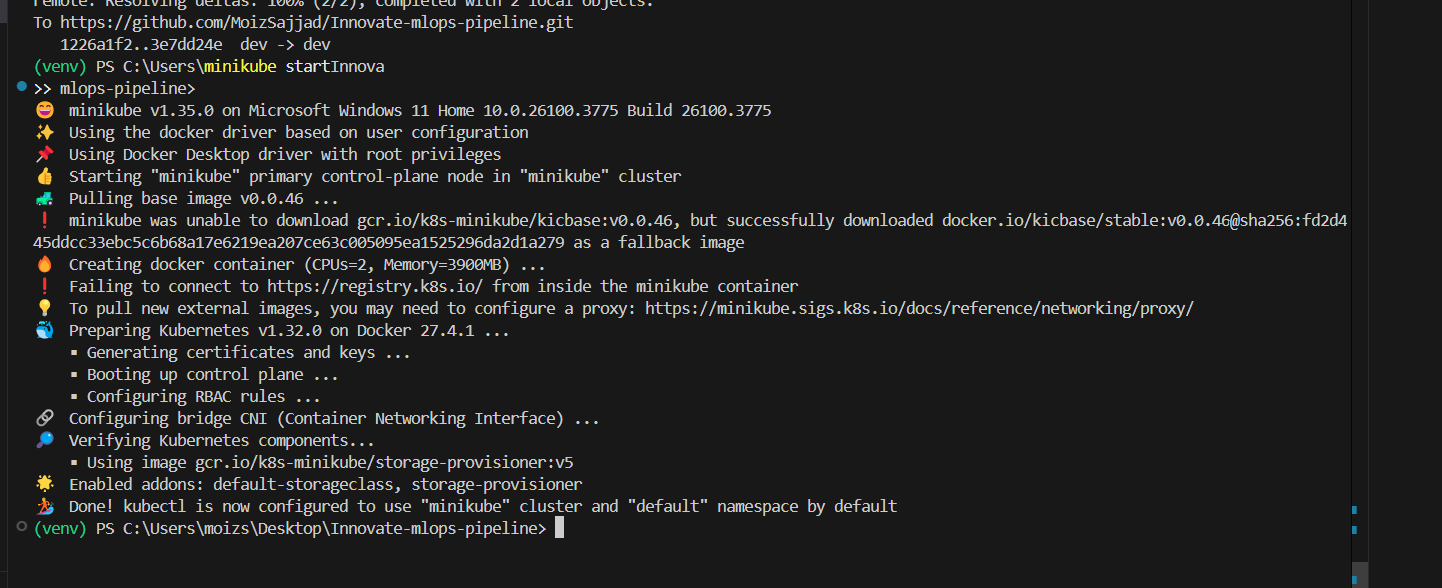 remote: Resolving deltas: 100% (2/2), completed with 2 local objects.
To https://github.com/MoizSajjad/Innovate-mlops-pipeline.git
   1226a1f2..3e7dd24e  dev -> dev
(venv) PS C:\Users\minikube startInnova
>> mlops-pipeline>
😄  minikube v1.35.0 on Microsoft Windows 11 Home 10.0.26100.3775 Build 26100.3775
✨  Using the docker driver based on user configuration
📌  Using Docker Desktop driver with root privileges
👍  Starting "minikube" primary control-plane node in "minikube" cluster
🚜  Pulling base image v0.0.46 ...
❗  minikube was unable to download gcr.io/k8s-minikube/kicbase:v0.0.46, but successfully downloaded docker.io/kicbase/stable:v0.0.46@sha256:fd2d4
45ddcc33ebc5c6b68a17e6219ea207ce63c005095ea1525296da2d1a279 as a fallback image
🔥  Creating docker container (CPUs=2, Memory=3900MB) ...
❗  Failing to connect to https://registry.k8s.io/ from inside the minikube container
💡  To pull new external images, you may need to configure a proxy: https://minikube.sigs.k8s.io/docs/reference/networking/proxy/
🐳  Preparing Kubernetes v1.32.0 on Docker 27.4.1 ...
    ▪ Generating certificates and keys ...
    ▪ Booting up control plane ...
    ▪ Configuring RBAC rules ...
🔗  Configuring bridge CNI (Container Networking Interface) ...
🔎  Verifying Kubernetes components...
    ▪ Using image gcr.io/k8s-minikube/storage-provisioner:v5
🌟  Enabled addons: default-storageclass, storage-provisioner
🏄  Done! kubectl is now configured to use "minikube" cluster and "default" namespace by default
(venv) PS C:\Users\moizs\Desktop\Innovate-mlops-pipeline>